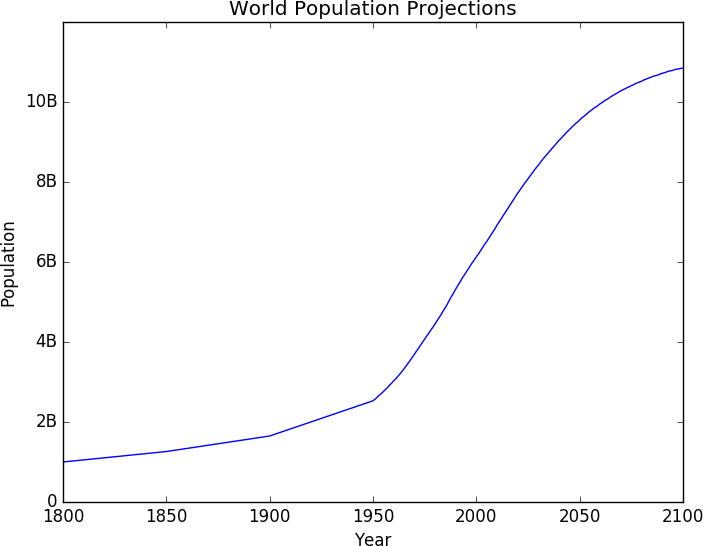 World Population Projections
10B
8B
6B
4B
2B
0
Population
1800 1850 1900 1950 2000 2050 2100
Year